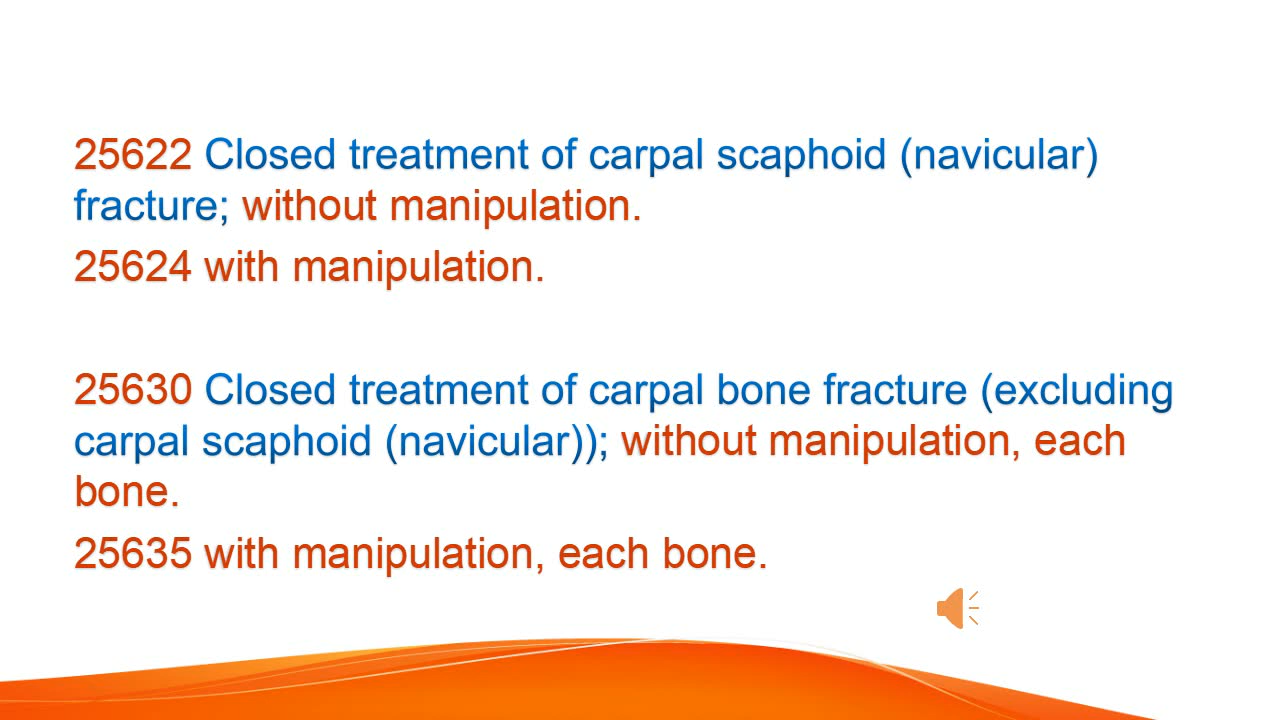 25622 Closed treatment of carpal scaphoid (navicular)
fracture; without manipulation.
25624 with manipulation.
25630 Closed treatment of carpal bone fracture (excluding
carpal scaphoid (navicular)); without manipulation, each
bone.
25635 with manipulation, each bone.